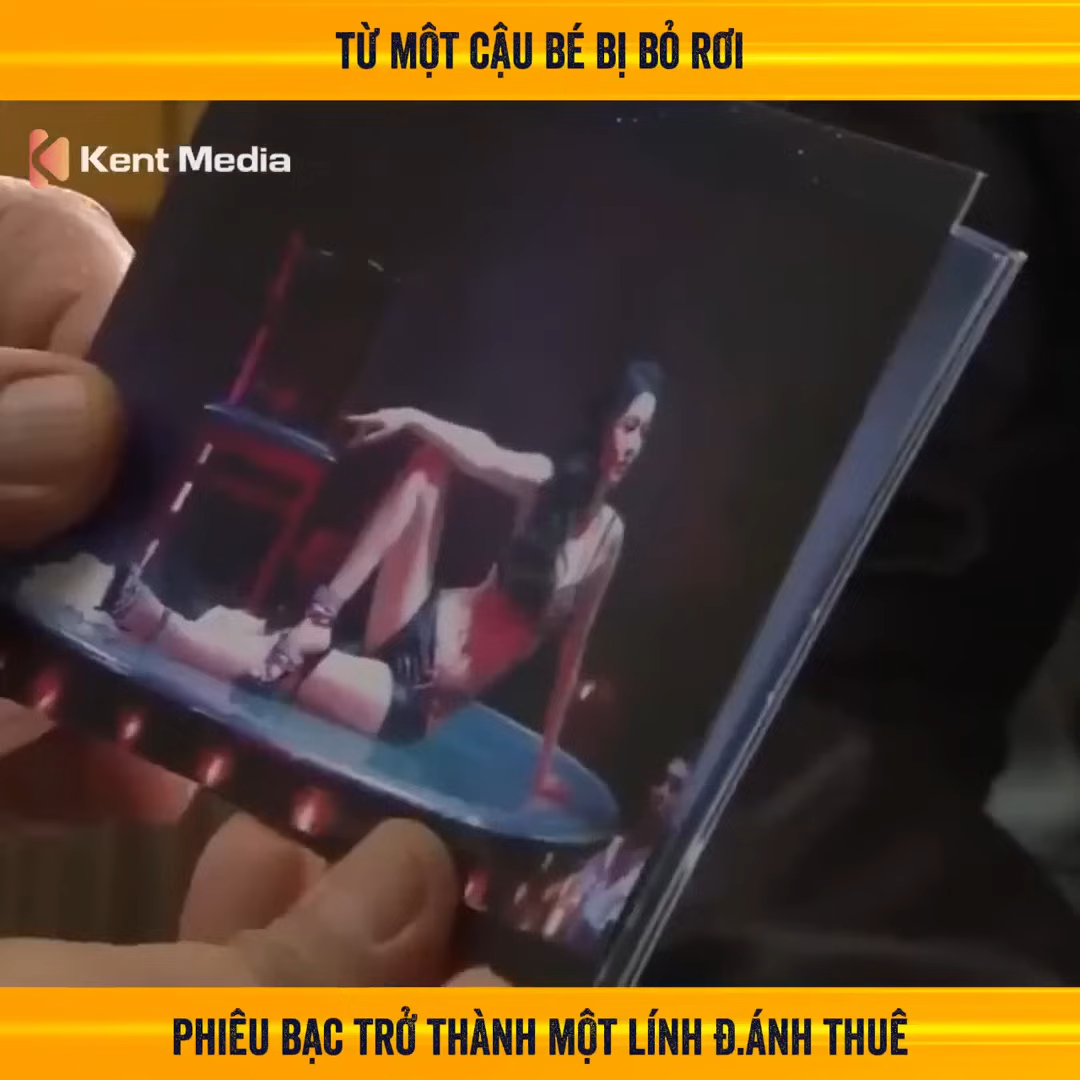 TỪ MỘT CẬU BÉ BỊ BỎ RƠI
Kent Media
PHIÊU BẠC TRỞ THÀNH MỘT LÍNH Đ.ÁNH THUÊ